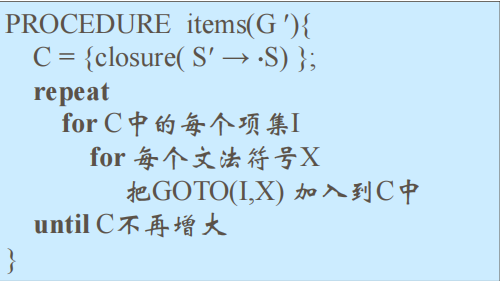 PROCEDURE items(G ′){
C = {closure( S′ → ·S) };
repeat
for C中的每个项集I
for 每个文法符号X
把GOTO(I,X) 加入到C中
until C不再增大
}